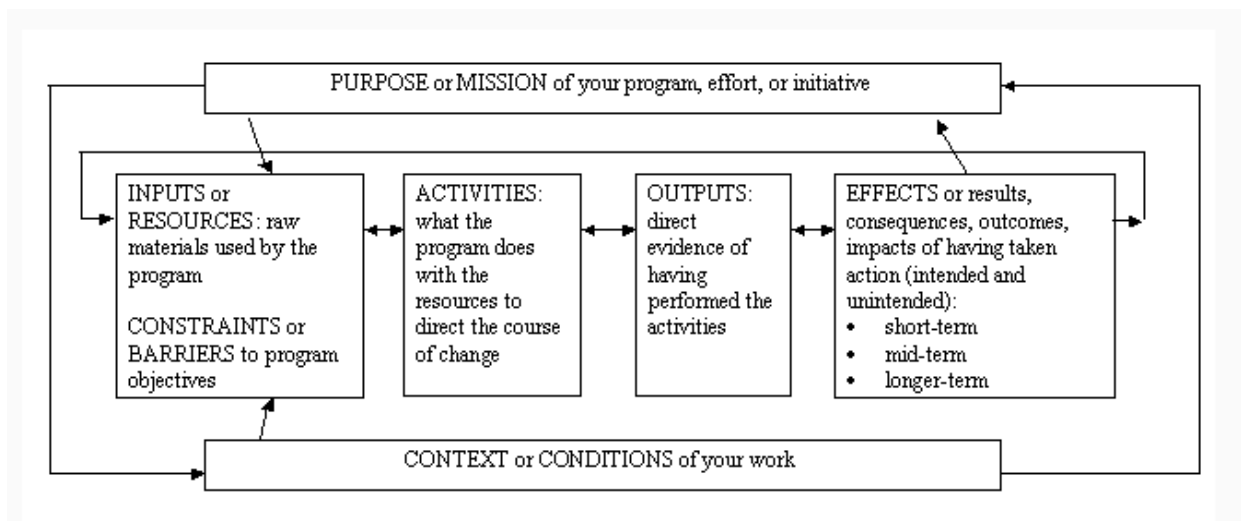 PURPOSE or MISSION of your program, effort, or initiative
INPUTS or
RESOURCES: raw
materials used by the
program
CONSTRAINTS or
BARRIERS to program
objectives
ACTIVITIES:
what the
program does
with the
resources to
direct the course
of change
OUTPUTS:
direct
evidence of
having
performed the
activities
EFFECTS or results,
consequences, outcomes,
impacts of having taken
action (intended and
unintended):
• short-term
• mid-term
• longer-term
CONTEXT or CONDITIONS of your work